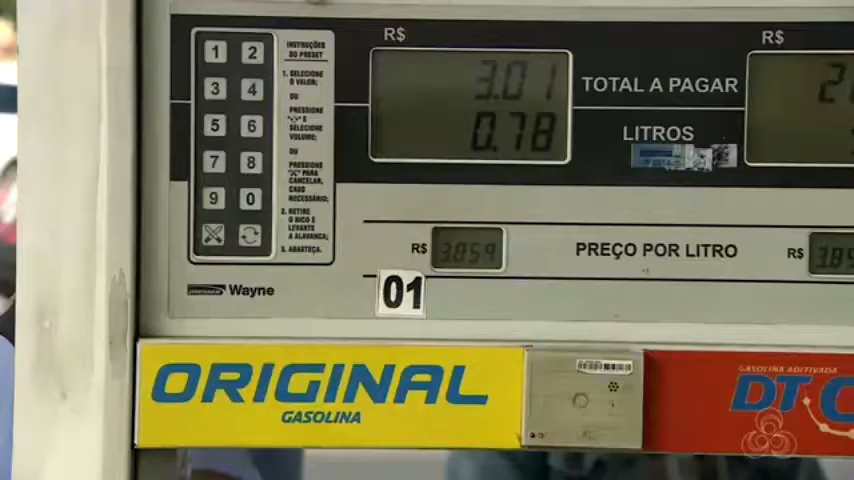 R$
R$
1 2
3 4
5 6
7 8
9 0
INSTRUÇÕES
DO PRESET
1. SELECIONE
O VALOR;
OU
PRESSIONE
SELECIONE
VOLUME;
OU
PRESSIONE
PARA
CANCELAR,
CASO
NECESSÁRIO;
2. RETIRE
O BICO E
LEVANTE
A ALAVANCA;
3. ABASTEÇA.
3.01
0.78
TOTAL A PAGAR
LITROS
R$ 3.059
PREÇO POR LITRO
R$
Wayne
01
ORIGINAL
GASOLINA
GASOLINA ADITIVADA
DT.C